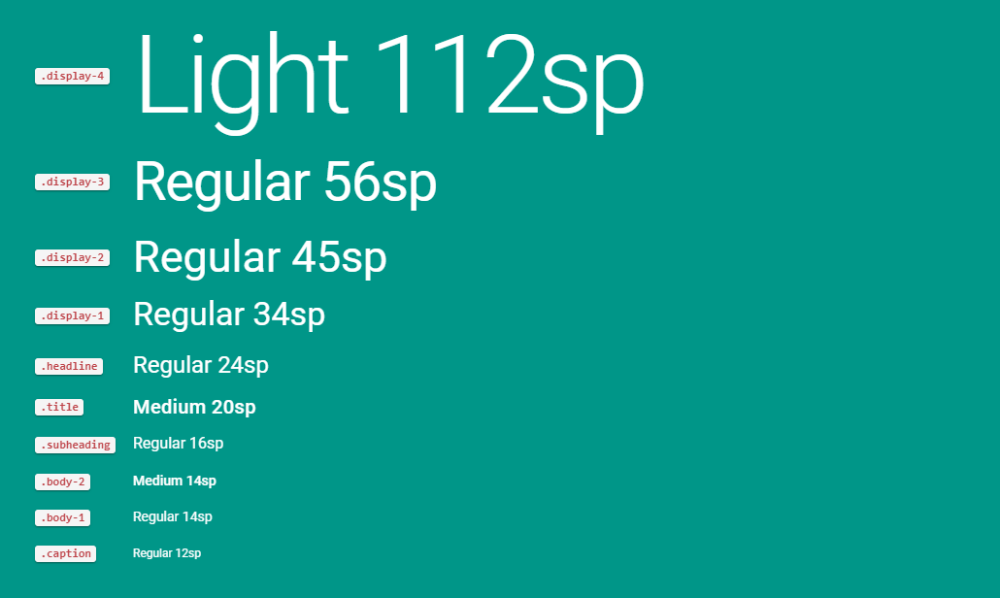 .display-4 Light 112sp
.display-3 Regular 56sp
.display-2 Regular 45sp
.display-1 Regular 34sp
.headline Regular 24sp
.title Medium 20sp
.subheading Regular 16sp
.body-2 Medium 14sp
.body-1 Regular 14sp
.caption Regular 12sp